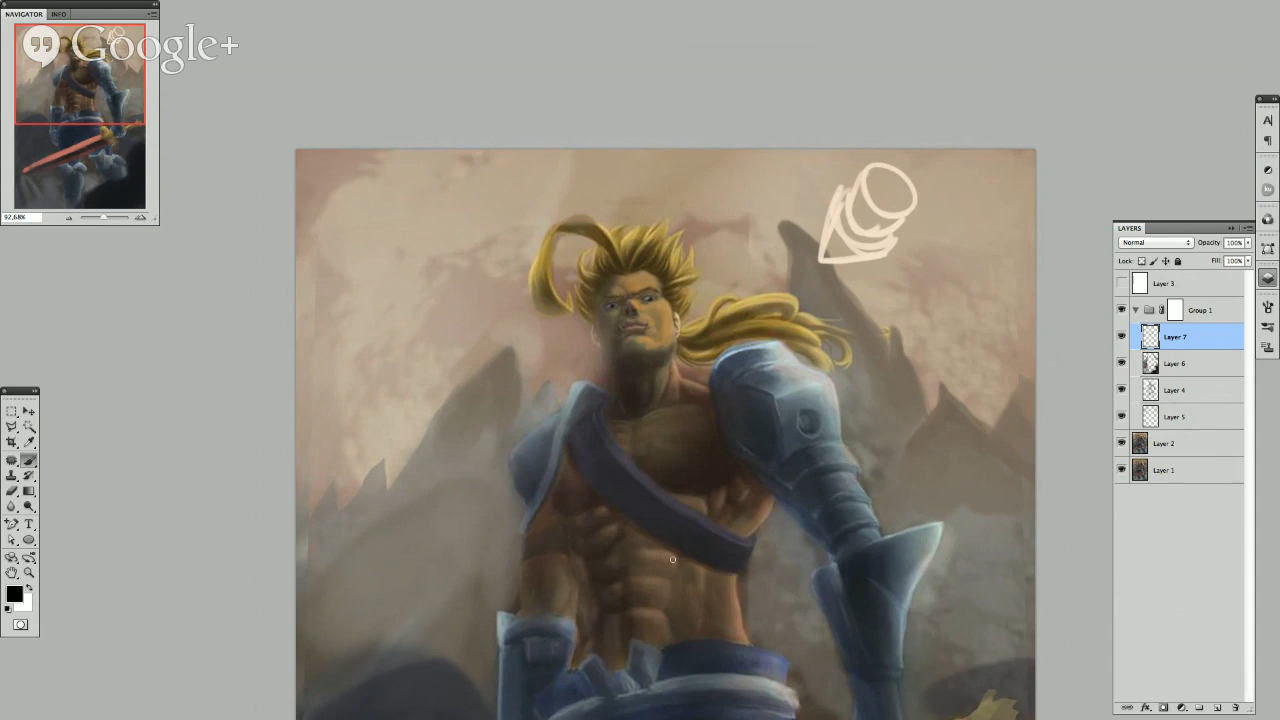 NAVIGATOR INFO
Google+
92,68%
A
ku
T
LAYERS
Normal Opacity: 100%
Lock: Fill: 100%
Layer 3
Group 1
Layer 7
Layer 6
Layer 4
Layer 5
Layer 2
Layer 1